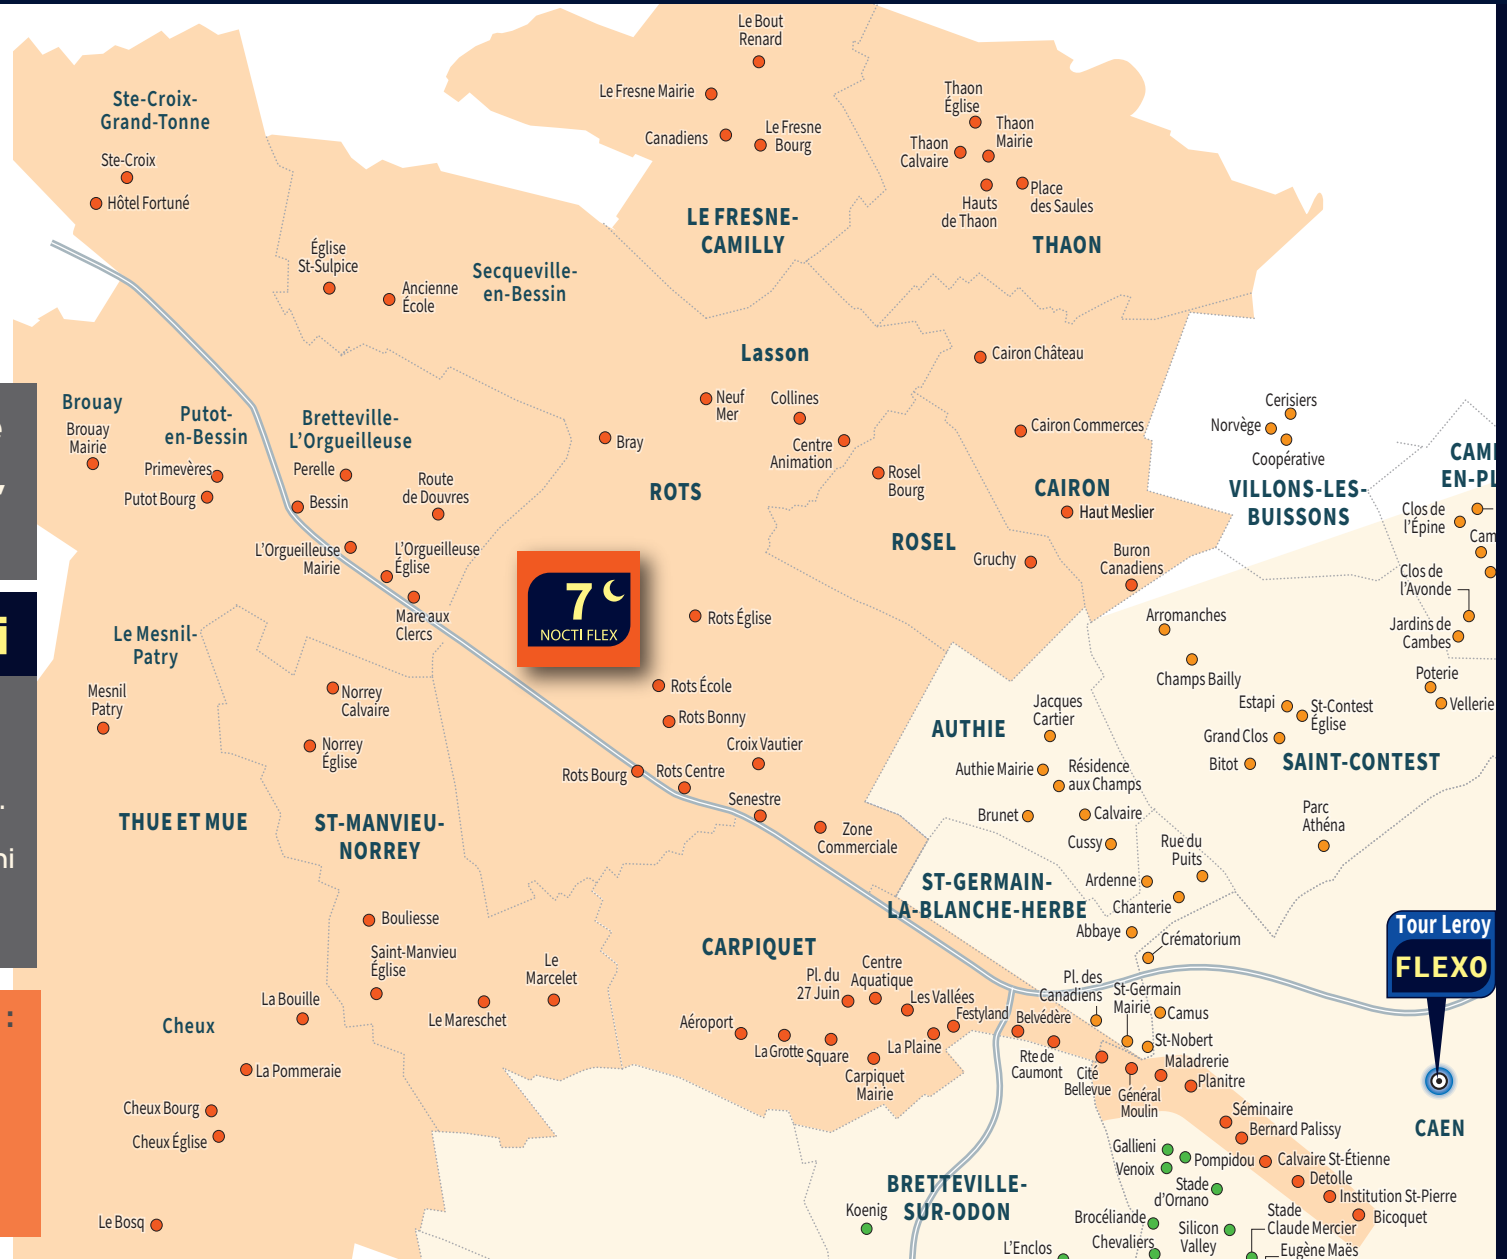 Le Bout
Renard
Le Fresne Mairie
Canadiens
Le Fresne
Bourg
LE FRESNE-
CAMILLY
Thaon
Église
Thaon
Mairie
Thaon
Calvaire
Place
des Saules
Hauts
de Thaon
THAON
Ste-Croix-
Grand-Tonne
Ste-Croix
Hôtel Fortuné
Église
St-Sulpice
Ancienne
École
Secqueville-
en-Bessin
Lasson
Neuf
Mer
Collines
Centre
Animation
Bray
ROTS
Rosel
Bourg
ROSEL
Cairon Château
Cairon Commerces
CAIRON
Haut Meslier
Gruchy
Buron
Canadiens
Cerisiers
Norvège
Coopérative
VILLONS-LES-
BUISSONS
CAM
EN-PL
Clos de
l'Épine
Cam
Clos de
l'Avonde
Jardins de
Cambes
Poterie
Vellerie
Brouay
Brouay
Mairie
Putot-
en-Bessin
Primevères
Putot Bourg
Bretteville-
L'Orgueilleuse
Perelle
Bessin
Route
de Douvres
L'Orgueilleuse
Mairie
L'Orgueilleuse
Église
Mare aux
Clercs
7
NOCTI FLEX
Rots Église
Rots École
Rots Bonny
Croix Vautier
Rots Bourg
Rots Centre
Senestre
Zone
Commerciale
Le Mesnil-
Patry
Mesnil
Patry
Norrey
Calvaire
Norrey
Église
THUE ET MUE
ST-MANVIEU-
NORREY
Arromanches
Champs Bailly
Estapi
St-Contest
Église
Grand Clos
Bitot
SAINT-CONTEST
Parc
Athéna
AUTHIE
Jacques
Cartier
Authie Mairie
Résidence
aux Champs
Brunet
Calvaire
Cussy
Rue du
Puits
Ardenne
Chanterie
ST-GERMAIN-
LA-BLANCHE-HERBE
Abbaye
Crématorium
Tour Leroy
FLEXO
CAEN
Bouliesse
Saint-Manvieu
Église
Le
Marcelet
Le Mareschet
La Bouille
Cheux
La Pommeraie
Cheux Bourg
Cheux Église
Le Bosq
CARPIQUET
Pl. du
27 Juin
Centre
Aquatique
Les Vallées
Festyland
Aéroport
La Grotte
Square
La Plaine
Carpiquet
Mairie
Belvédère
Rte de
Caumont
Pl. des
Canadiens
St-Germain
Mairie
Camus
St-Nobert
Cité
Bellevue
Général
Moulin
Maladrerie
Planitre
Séminaire
Bernard Palissy
Calvaire St-Étienne
Detolle
Institution St-Pierre
Bicoquet
Gallieni
Venoix
Pompidou
Stade
d'Ornano
Brocéliande
Chevaliers
Silicon
Valley
Stade
Claude Mercier
Eugène Maës
BRETTEVILLE-
SUR-ODON
Koenig
L'Enclos
e
,
i
.
ni
: